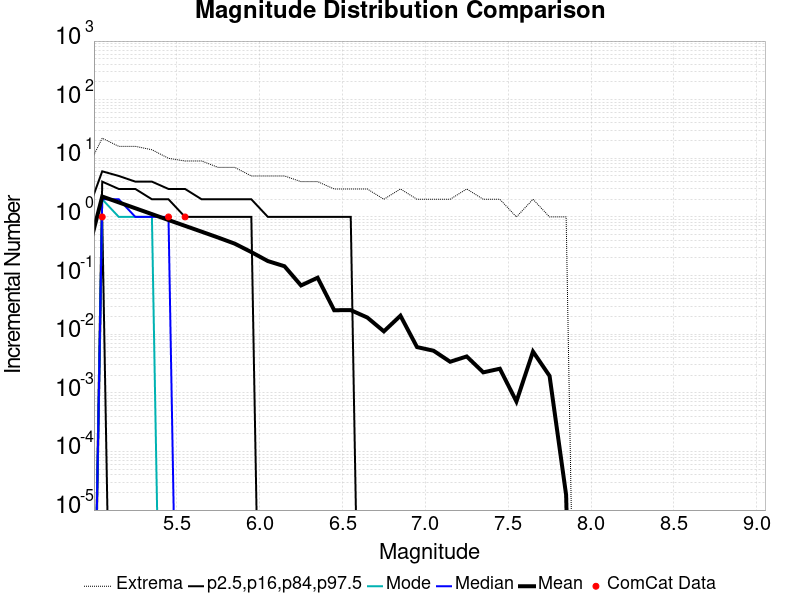 Magnitude Distribution Comparison
10^3
10^2
10^1
10^0
10^-1
10^-2
10^-3
10^-4
10^-5
Incremental Number
5.5 6.0 6.5 7.0 7.5 8.0 8.5 9.0
Magnitude
Extrema p2.5,p16,p84,p97.5 Mode Median Mean ComCat Data